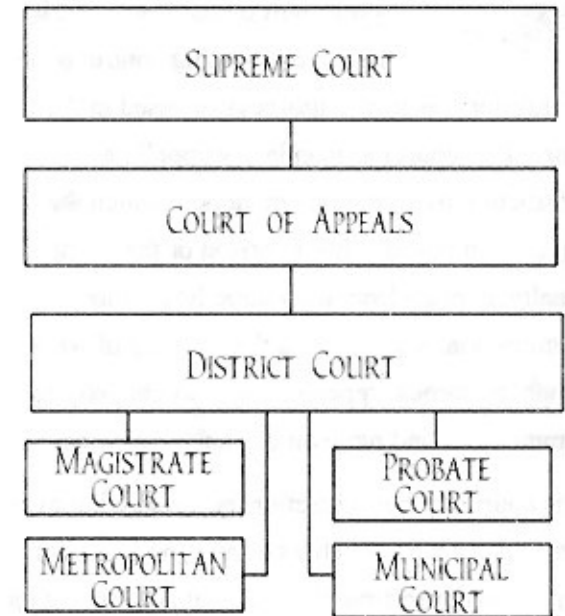 SUPREME COURT
COURT OF APPEALS
DISTRICT COURT
MAGISTRATE
COURT
PROBATE
COURT
METROPOLITAN
COURT
MUNICIPAL
COURT